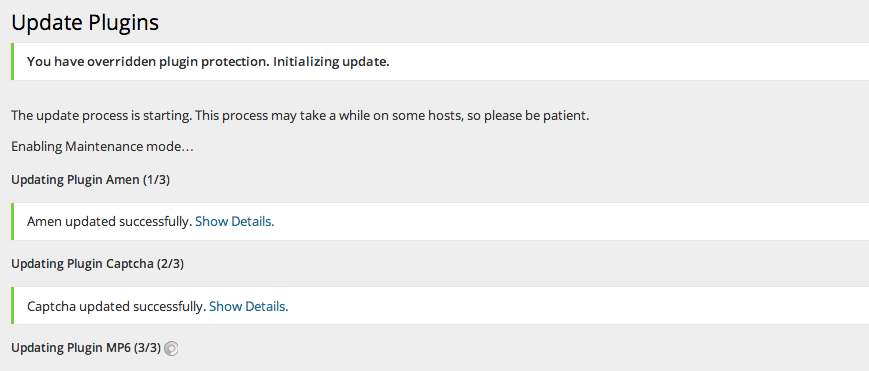 Update Plugins
You have overridden plugin protection. Initializing update.
The update process is starting. This process may take a while on some hosts, so please be patient.
Enabling Maintenance mode…
Updating Plugin Amen (1/3)
Amen updated successfully. Show Details.
Updating Plugin Captcha (2/3)
Captcha updated successfully. Show Details.
Updating Plugin MP6 (3/3)